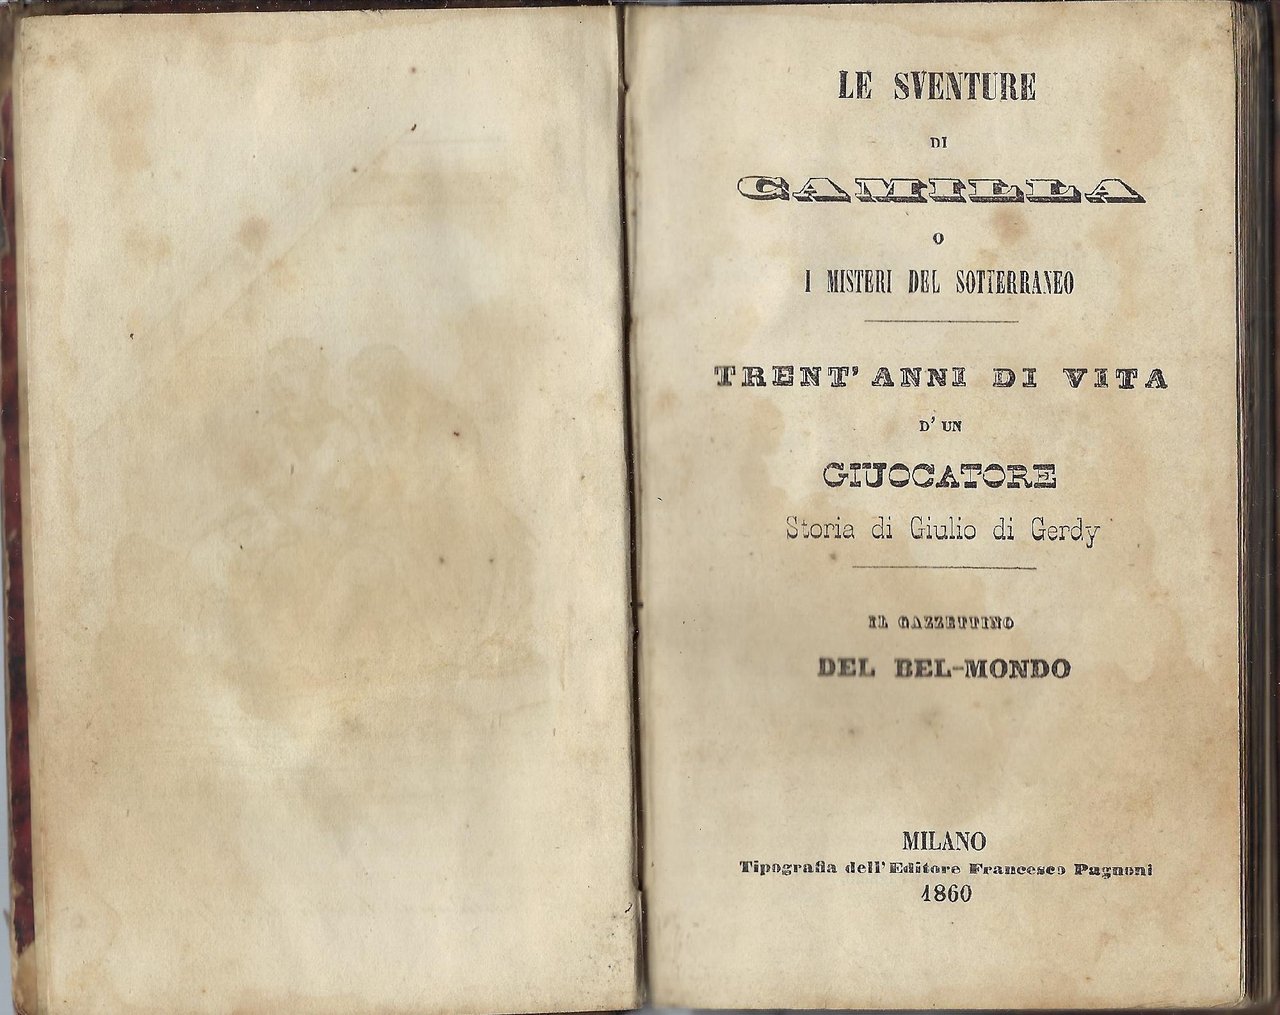 LE SVENTURE
DI
CAMILLA
O
I MISTERI DEL SOTTERRANEO
TRENT' ANNI DI VITA
D' UN
GIUOCATORE
Storia di Giulio di Gerdy
IL GAZZETTINO
DEL BEL-MONDO
MILANO
Tipografia dell' Editore Francesco Pagnoni
1860